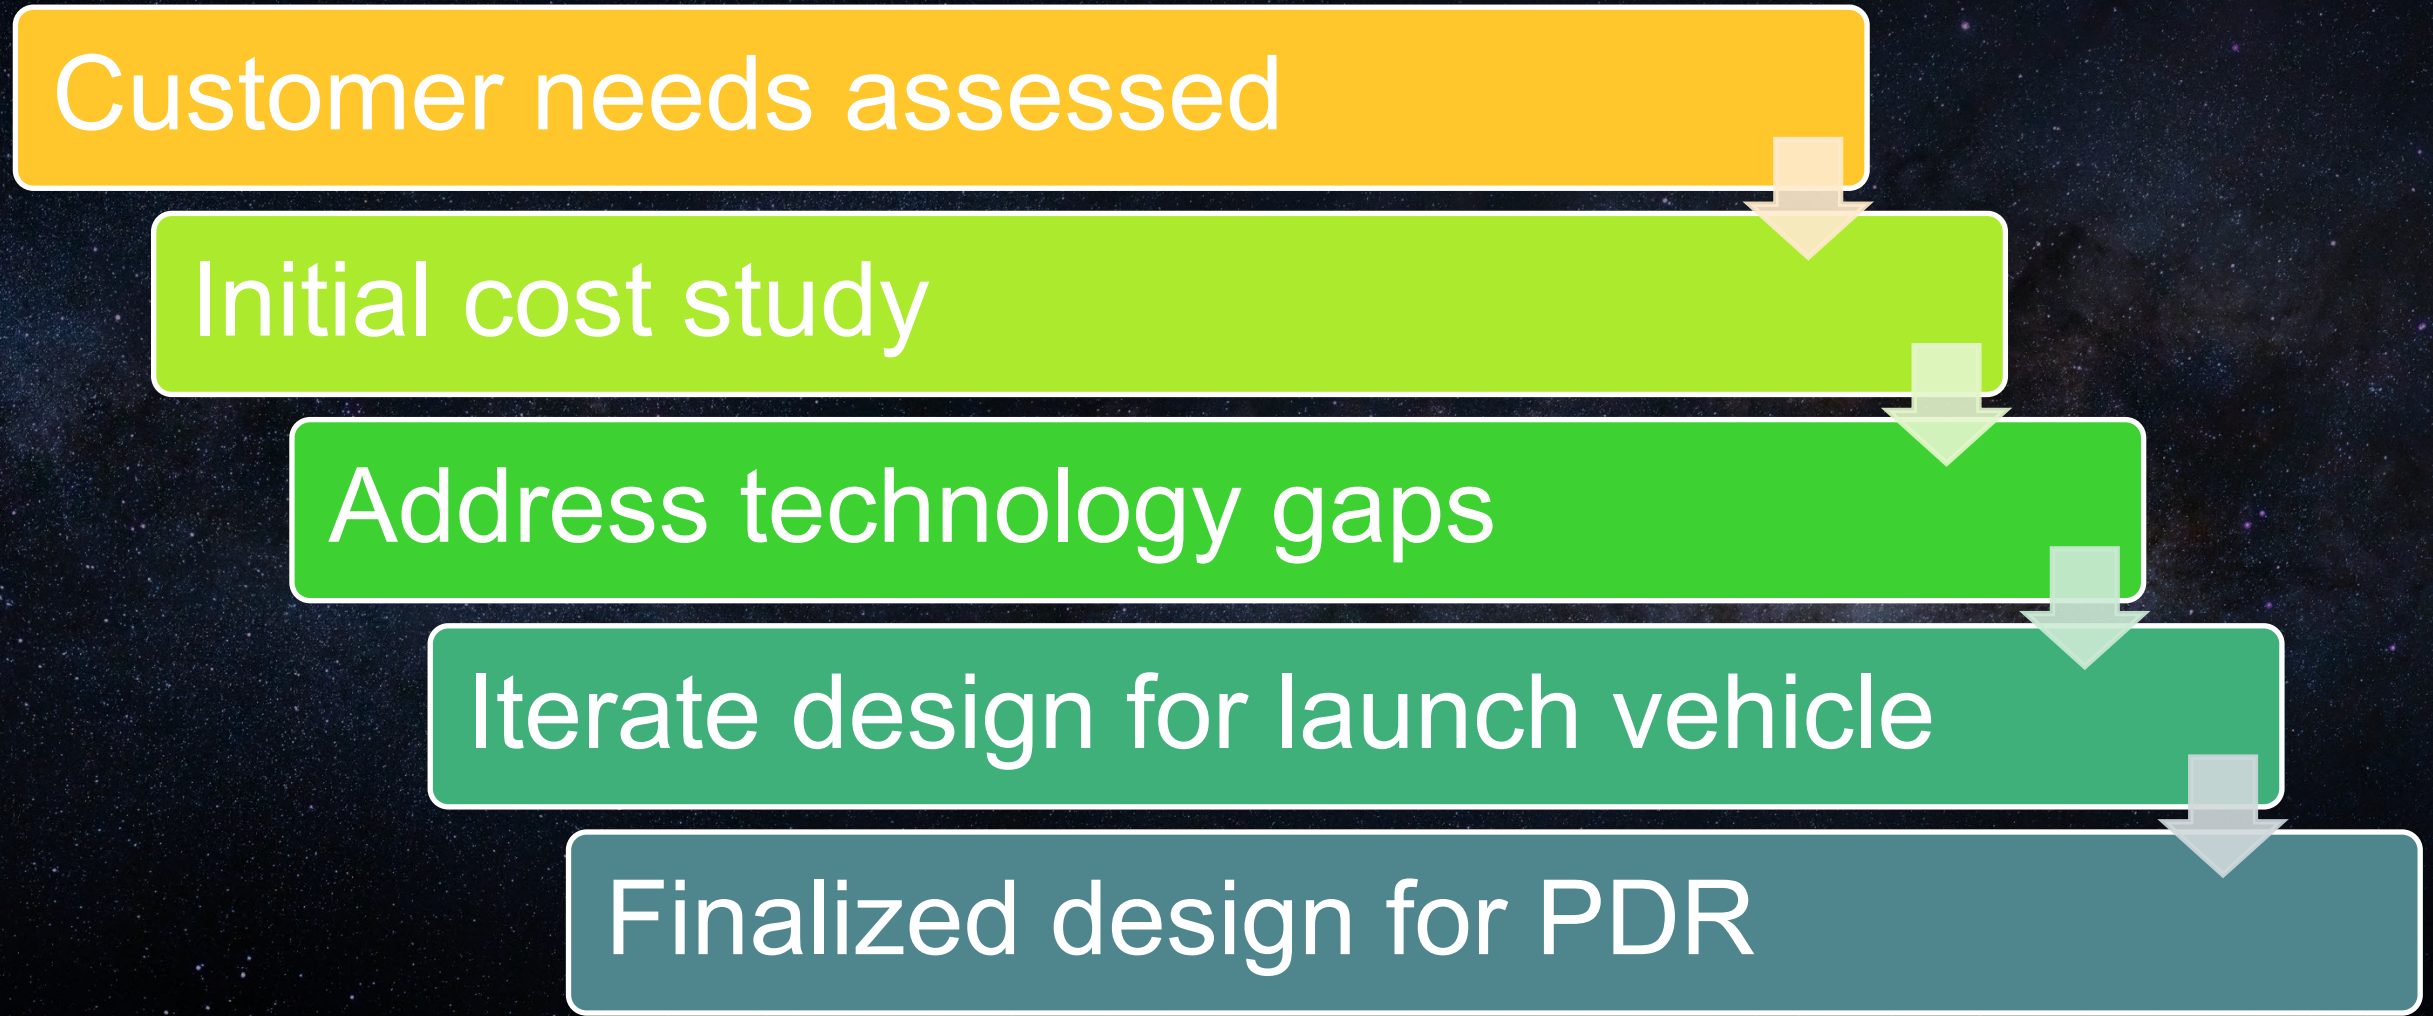 Customer needs assessed
Initial cost study
Address technology gaps
Iterate design for launch vehicle
Finalized design for PDR